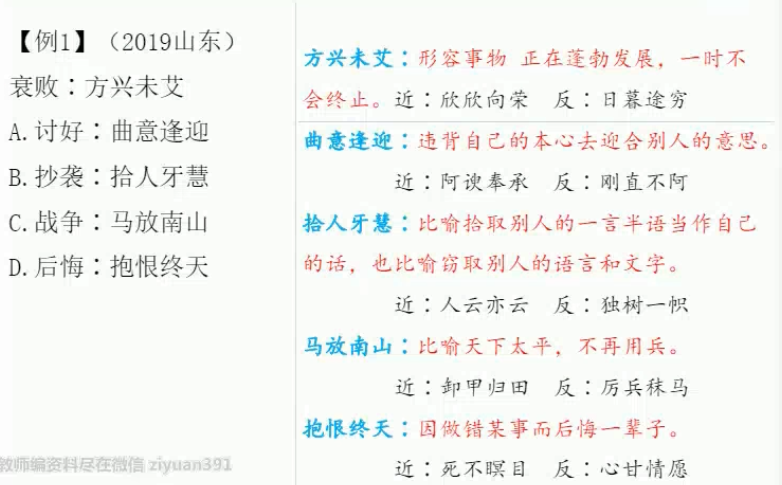 【例1】（2019山东）
衰败：方兴未艾
A.讨好：曲意逢迎
B.抄袭：拾人牙慧
C.战争：马放南山
D.后悔：抱恨终天
教师编资料尽在微信 ziyuan391
方兴未艾：形容事物 正在蓬勃发展，一时不
会终止。近：欣欣向荣 反：日暮途穷
曲意逢迎：违背自己的本心去迎合别人的意思。
近：阿谀奉承 反：刚直不阿
拾人牙慧：比喻拾取别人的一言半语当作自己
的话，也比喻窃取别人的语言和文字。
近：人云亦云 反：独树一帜
马放南山：比喻天下太平，不再用兵。
近：卸甲归田 反：厉兵秣马
抱恨终天：因做错某事而后悔一辈子。
近：死不瞑目 反：心甘情愿